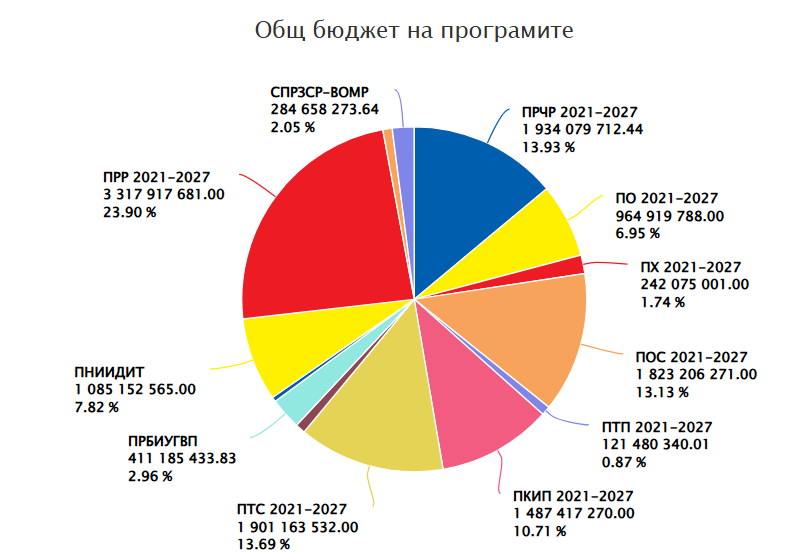 Общ бюджет на програмите
СПРЗСР-ВОМР
284 658 273.64
2.05 %
ПРЧР 2021-2027
1 934 079 712.44
13.93 %
ПРР 2021-2027
3 317 917 681.00
23.90 %
ПО 2021-2027
964 919 788.00
6.95 %
ПХ 2021-2027
242 075 001.00
1.74 %
ПОС 2021-2027
1 823 206 271.00
13.13 %
ПНИИДИТ
1 085 152 565.00
7.82 %
ПТП 2021-2027
121 480 340.01
0.87 %
ПРБИУГВП
411 185 433.83
2.96 %
ПКИП 2021-2027
1 487 417 270.00
10.71 %
ПТС 2021-2027
1 901 163 532.00
13.69 %